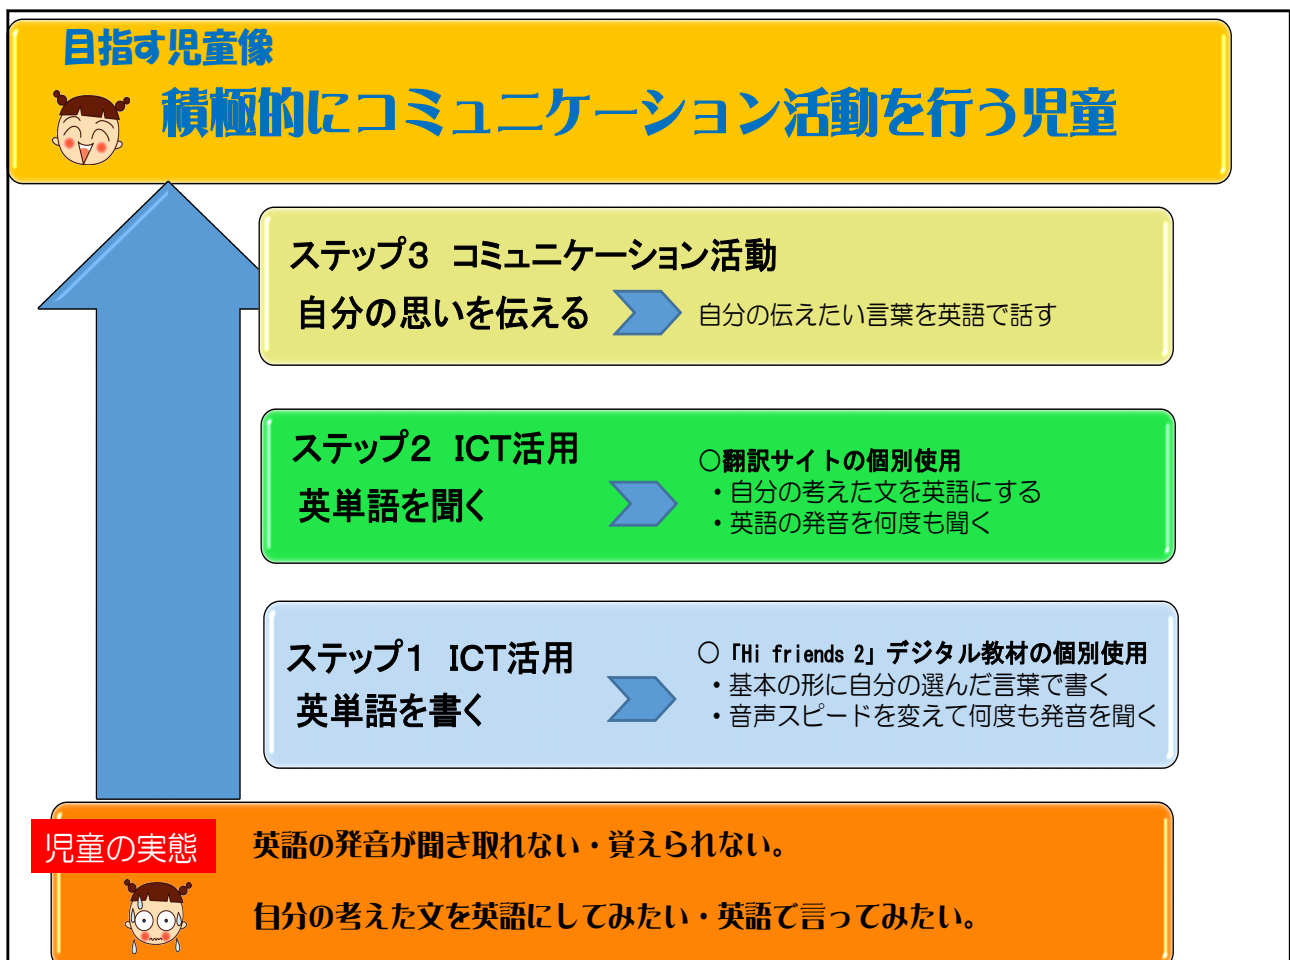 目指す児童像
積極的にコミュニケーション活動を行う児童
ステップ3 コミュニケーション活動
自分の思いを伝える
自分の伝えたい言葉を英語で話す
ステップ2 ICT活用
英単語を聞く
○翻訳サイトの個別使用
・自分の考えた文を英語にする
・英語の発音を何度も聞く
ステップ1 ICT活用
英単語を書く
○「Hi friends 2」デジタル教材の個別使用
・基本の形に自分の選んだ言葉で書く
・音声スピードを変えて何度も発音を聞く
児童の実態
英語の発音が聞き取れない・覚えられない。
自分の考えた文を英語にしてみたい・英語で言ってみたい。